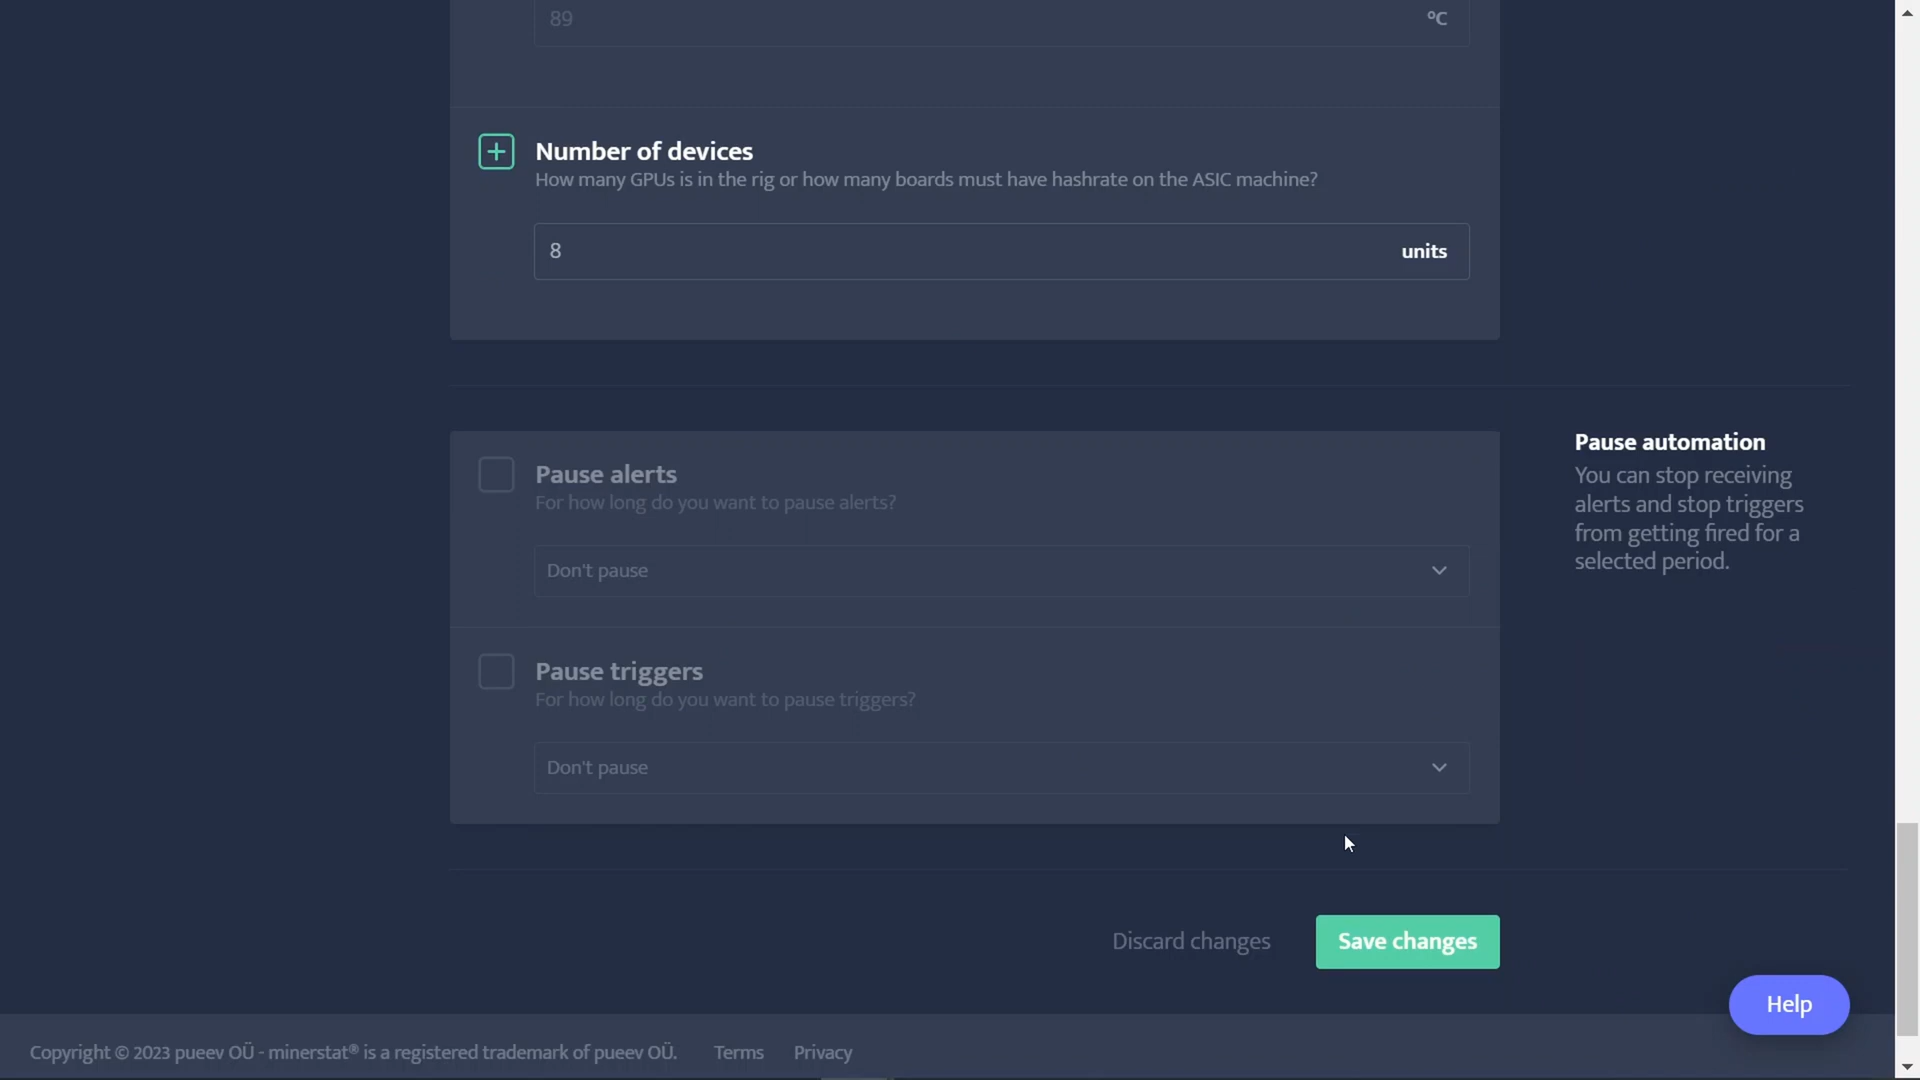 89 °C
Number of devices
How many GPUs is in the rig or how many boards must have hashrate on the ASIC machine?
8 units
Pause alerts
For how long do you want to pause alerts?
Don't pause
Pause triggers
For how long do you want to pause triggers?
Don't pause
Pause automation
You can stop receiving
alerts and stop triggers
from getting fired for a
selected period.
Discard changes
Save changes
Help
Copyright © 2023 pueev OÜ - minerstat® is a registered trademark of pueev OÜ. Terms Privacy